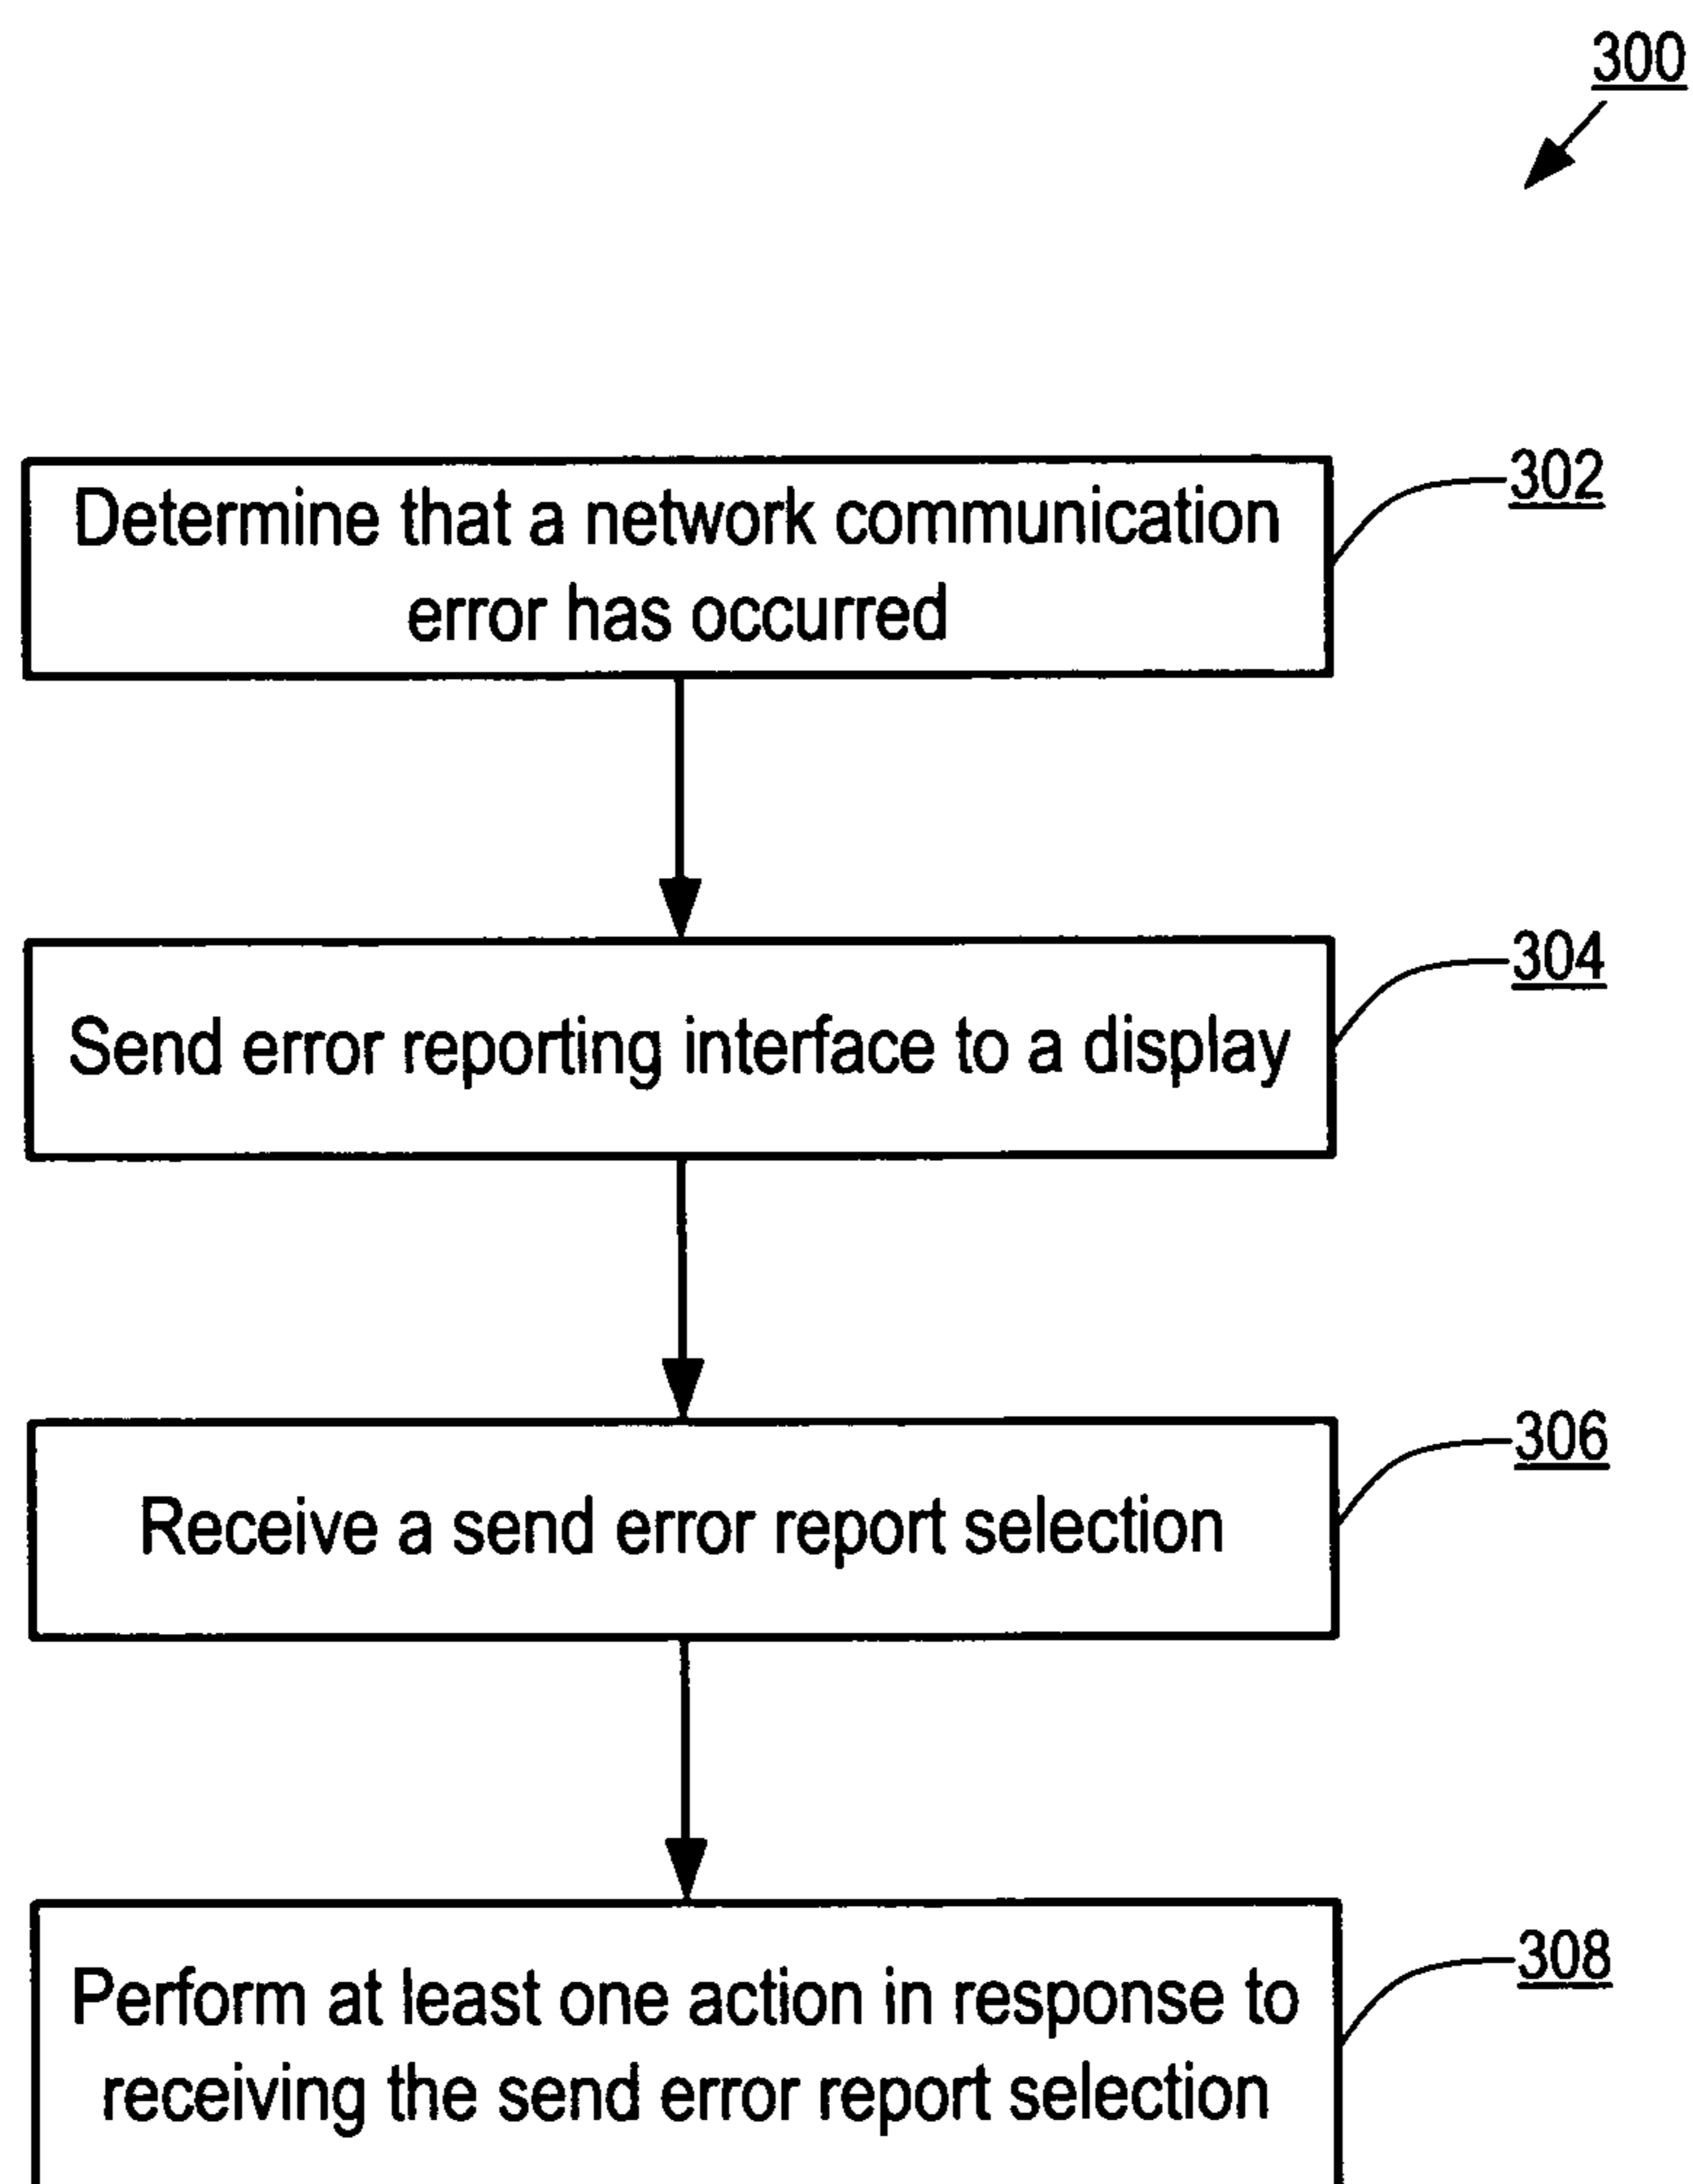 300
302
Determine that a network communication
error has occurred
304
Send error reporting interface to a display
306
Receive a send error report selection
308
Perform at least one action in response to
receiving the send error report selection